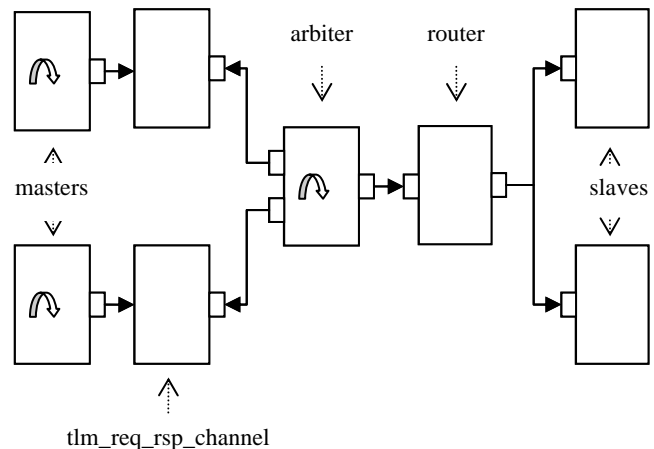 arbiter
router
masters
slaves
tlm_req_rsp_channel